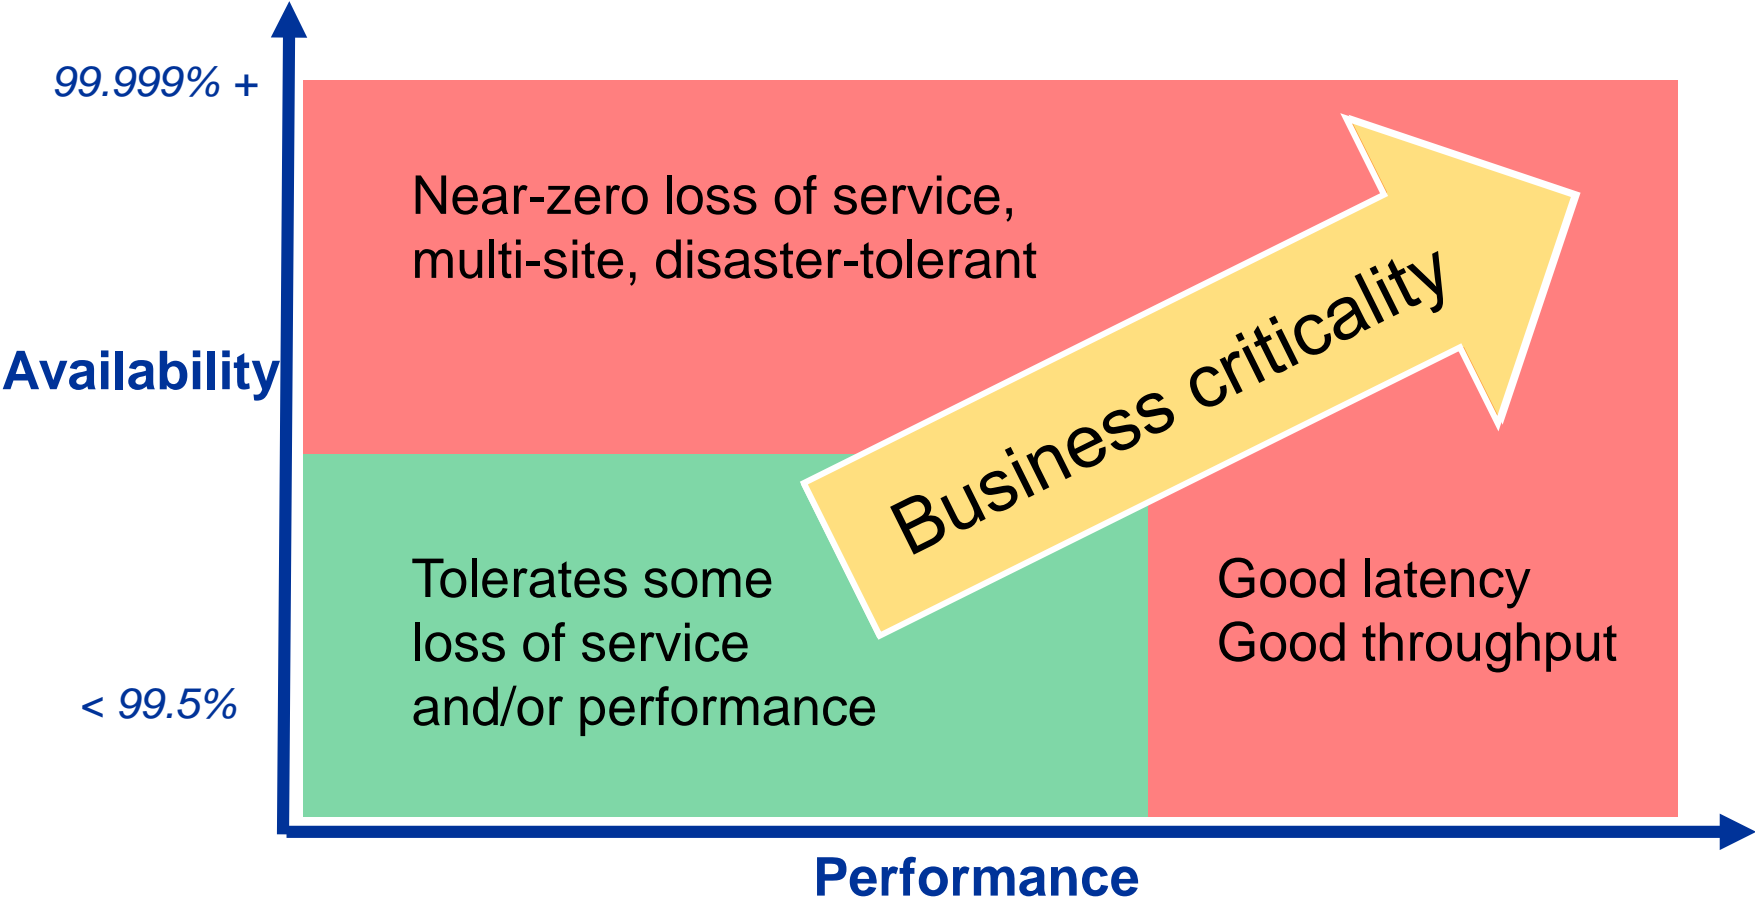 99.999% +
Near-zero loss of service,
multi-site, disaster-tolerant
Availability
Business criticality
Tolerates some
loss of service
and/or performance
Good latency
Good throughput
< 99.5%
Performance